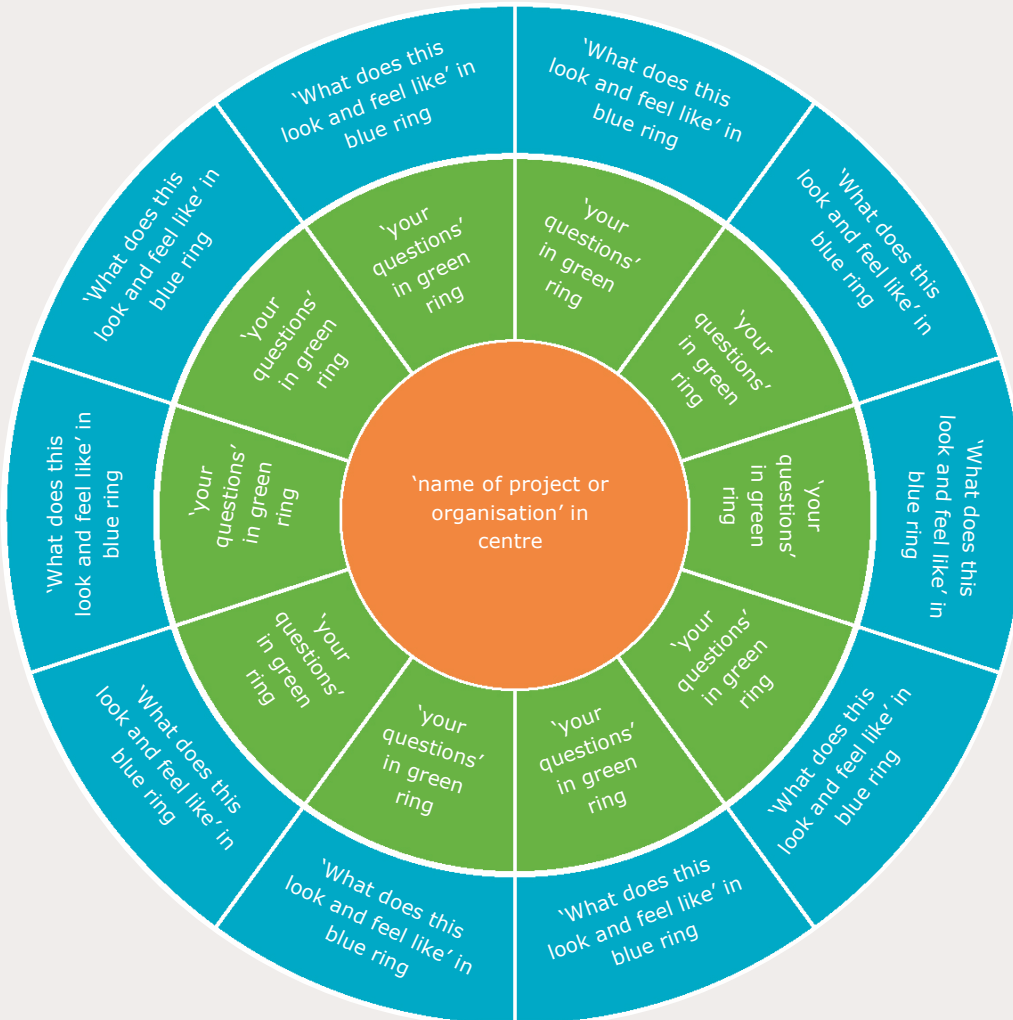 ‘What does this
look and feel like’ in
blue ring
‘What does this
look and feel like’ in
blue ring
‘What does this
look and feel like’ in
blue ring
‘What does this
look and feel like’ in
blue ring
‘What does this
look and feel like’ in
blue ring
‘What does this
look and feel like’ in
blue ring
‘What does this
look and feel like’ in
blue ring
‘What does this
look and feel like’ in
blue ring
‘What does this
look and feel like’ in
blue ring
‘What does this
look and feel like’ in
blue ring
‘your
questions’
in green
ring
‘your
questions’
in green
ring
‘your
questions’
in green
ring
‘your
questions’
in green
ring
‘your
questions’
in green
ring
‘your
questions’
in green
ring
‘your
questions’
in green
ring
‘your
questions’
in green
ring
‘your
questions’
in green
ring
‘your
questions’
in green
ring
‘name of project or
organisation’ in
centre